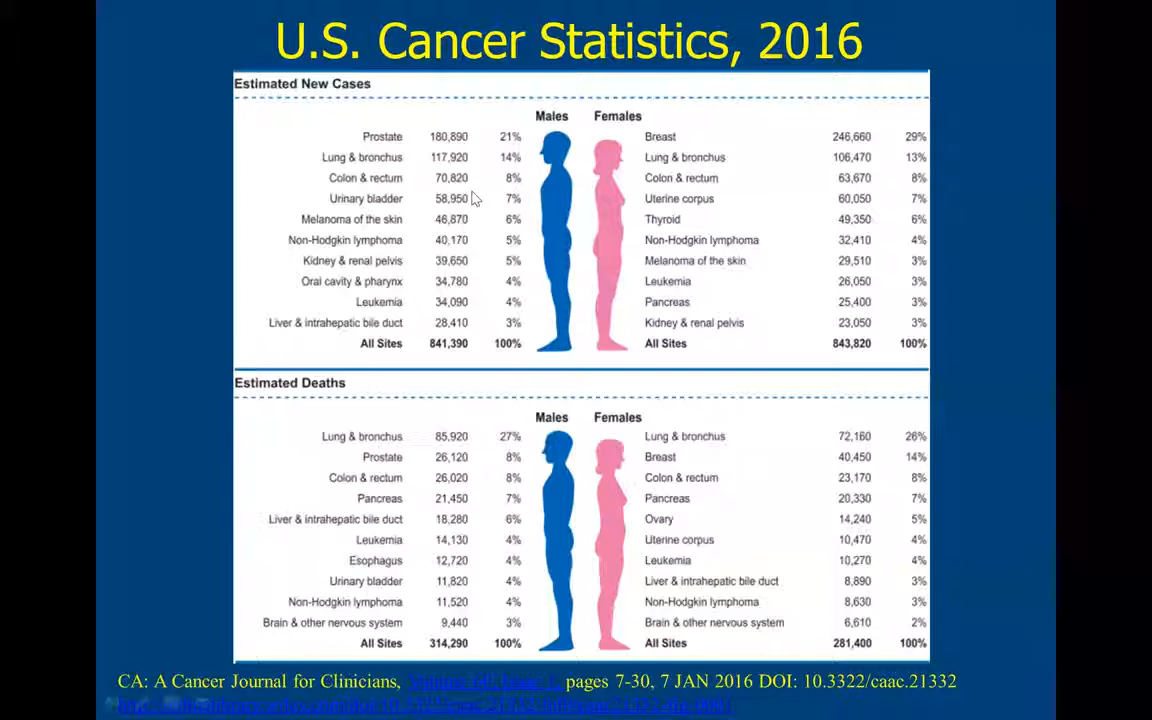 U.S. Cancer Statistics, 2016
Estimated New Cases
Males Females
Prostate 180,890 21% Breast 246,660 29%
Lung & bronchus 117,920 14% Lung & bronchus 106,470 13%
Colon & rectum 70,820 8% Colon & rectum 63,670 8%
Urinary bladder 58,950 7% Uterine corpus 60,050 7%
Melanoma of the skin 46,870 6% Thyroid 49,350 6%
Non-Hodgkin lymphoma 40,170 5% Non-Hodgkin lymphoma 32,410 4%
Kidney & renal pelvis 39,650 5% Melanoma of the skin 29,510 3%
Oral cavity & pharynx 34,780 4% Leukemia 26,050 3%
Leukemia 34,090 4% Pancreas 25,400 3%
Liver & intrahepatic bile duct 28,410 3% Kidney & renal pelvis 23,050 3%
All Sites 841,390 100% All Sites 843,820 100%
Estimated Deaths
Males Females
Lung & bronchus 85,920 27% Lung & bronchus 72,160 26%
Prostate 26,120 8% Breast 40,450 14%
Colon & rectum 26,020 8% Colon & rectum 23,170 8%
Pancreas 21,450 7% Pancreas 20,330 7%
Liver & intrahepatic bile duct 18,280 6% Ovary 14,240 5%
Leukemia 14,130 4% Uterine corpus 10,470 4%
Esophagus 12,720 4% Leukemia 10,270 4%
Urinary bladder 11,820 4% Liver & intrahepatic bile duct 8,890 3%
Non-Hodgkin lymphoma 11,520 4% Non-Hodgkin lymphoma 8,630 3%
Brain & other nervous system 9,440 3% Brain & other nervous system 6,610 2%
All Sites 314,290 100% All Sites 281,400 100%
CA: A Cancer Journal for Clinicians, pages 7-30, 7 JAN 2016 DOI: 10.3322/caac.21332